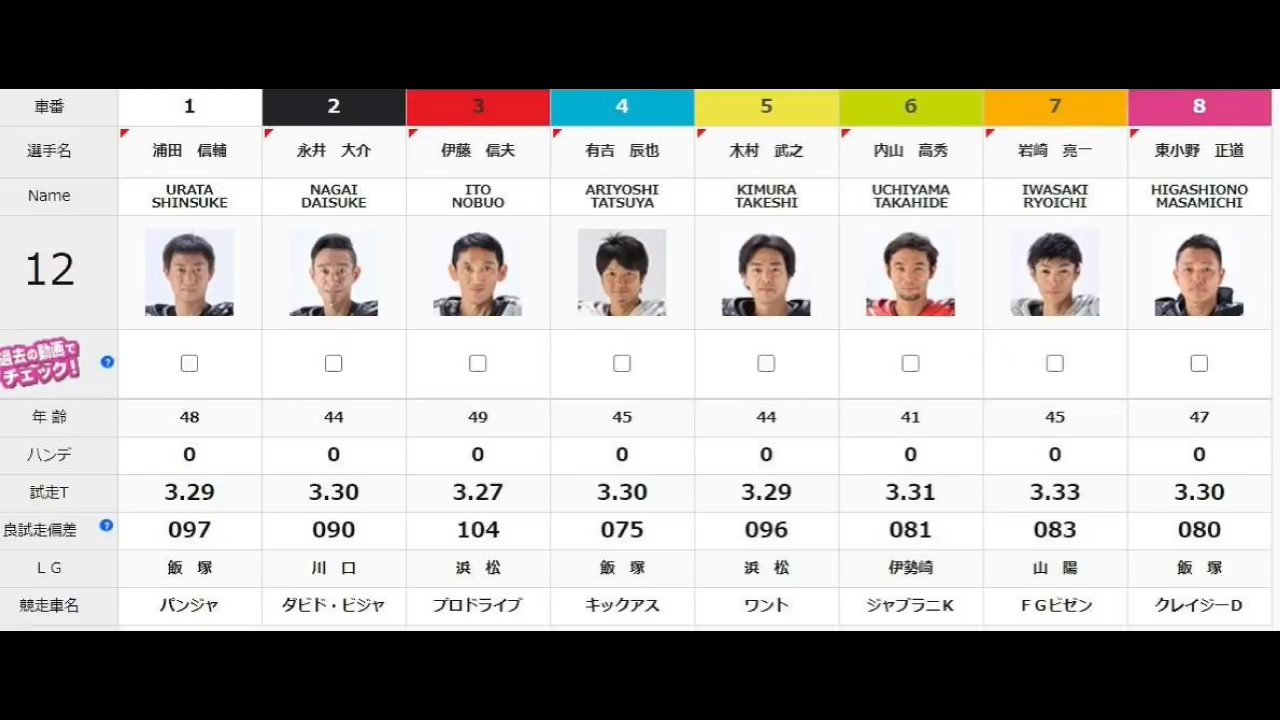 車番 1 2 3 4 5 6 7 8
選手名 浦田 信輔 永井 大介 伊藤 信夫 有吉 辰也 木村 武之 内山 高秀 岩崎 亮一 東小野 正道
Name URATA SHINSUKE NAGAI DAISUKE ITO NOBUO ARIYOSHI TATSUYA KIMURA TAKESHI UCHIYAMA TAKAHIDE IWASAKI RYOICHI HIGASHIONO MASAMICHI
12
過去の動画で
チェック!
?
年齢 48 44 49 45 44 41 45 47
ハンデ 0 0 0 0 0 0 0 0
試走T 3.29 3.30 3.27 3.30 3.29 3.31 3.33 3.30
良試走偏差 ? 097 090 104 075 096 081 083 080
LG 飯塚 川口 浜松 飯塚 浜松 伊勢崎 山陽 飯塚
競走車名 パンジャ ダビド・ビジャ プロドライブ キックアス ワント ジャブラニK FGビゼン クレイジーD